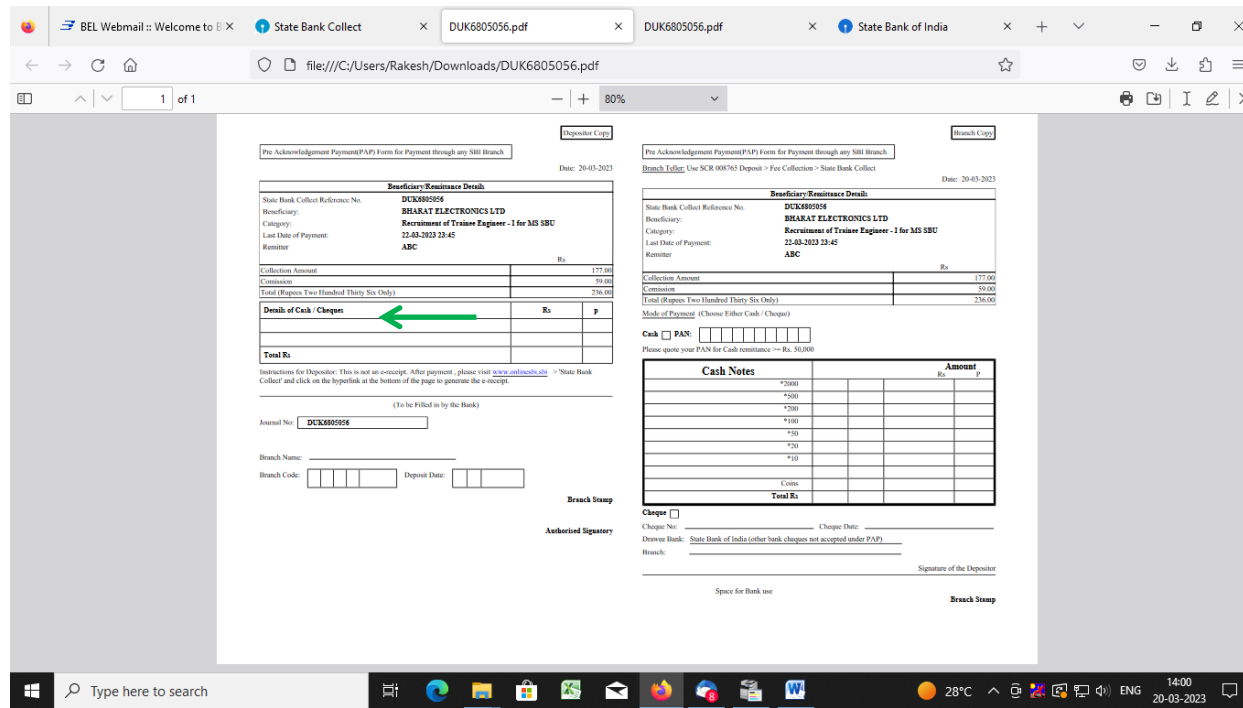 BEL Webmail :: Welcome to B
State Bank Collect
DUK6805056.pdf
DUK6805056.pdf
State Bank of India
file:///C:/Users/Rakesh/Downloads/DUK6805056.pdf
1 of 1
80%
Depositor Copy
Pre Acknowledgement Payment(PAP) Form for Payment through any SBI Branch
Date: 20-03-2023
Beneficiary/Remittance Details
State Bank Collect Reference No. DUK6805056
Beneficiary: BHARAT ELECTRONICS LTD
Category: Recruitment of Trainee Engineer - I for MS SBU
Last Date of Payment: 22-03-2023 23:45
Remitter ABC
Rs
Collection Amount 177.00
Comission 59.00
Total (Rupees Two Hundred Thirty Six Only) 236.00
Details of Cash / Cheques Rs p
Total Rs
Instructions for Depositor: This is not an e-receipt. After payment , please visit www.onlinesbi.sbi > 'State Bank
Collect' and click on the hyperlink at the bottom of the page to generate the e-receipt.
(To be Filled in by the Bank)
Journal No: DUK6805056
Branch Name:
Branch Code: Deposit Date:
Branch Stamp
Authorised Signatory
Branch Copy
Pre Acknowledgement Payment(PAP) Form for Payment through any SBI Branch
Branch Teller: Use SCR 008765 Deposit > Fee Collection > State Bank Collect
Date: 20-03-2023
Beneficiary/Remittance Details
State Bank Collect Reference No. DUK6805056
Beneficiary: BHARAT ELECTRONICS LTD
Category: Recruitment of Trainee Engineer - I for MS SBU
Last Date of Payment: 22-03-2023 23:45
Remitter ABC
Rs
Collection Amount 177.00
Comission 59.00
Total (Rupees Two Hundred Thirty Six Only) 236.00
Mode of Payment (Choose Either Cash / Cheque)
Cash PAN:
Please quote your PAN for Cash remittance >= Rs. 50,000
Cash Notes Amount
Rs P
*2000
*500
*200
*100
*50
*20
*10
Coins
Total Rs
Cheque
Cheque No: Cheque Date:
Drawee Bank: State Bank of India (other bank cheques not accepted under PAP)
Branch:
Signature of the Depositor
Space for Bank use
Branch Stamp
Type here to search
28°C
ENG
14:00
20-03-2023